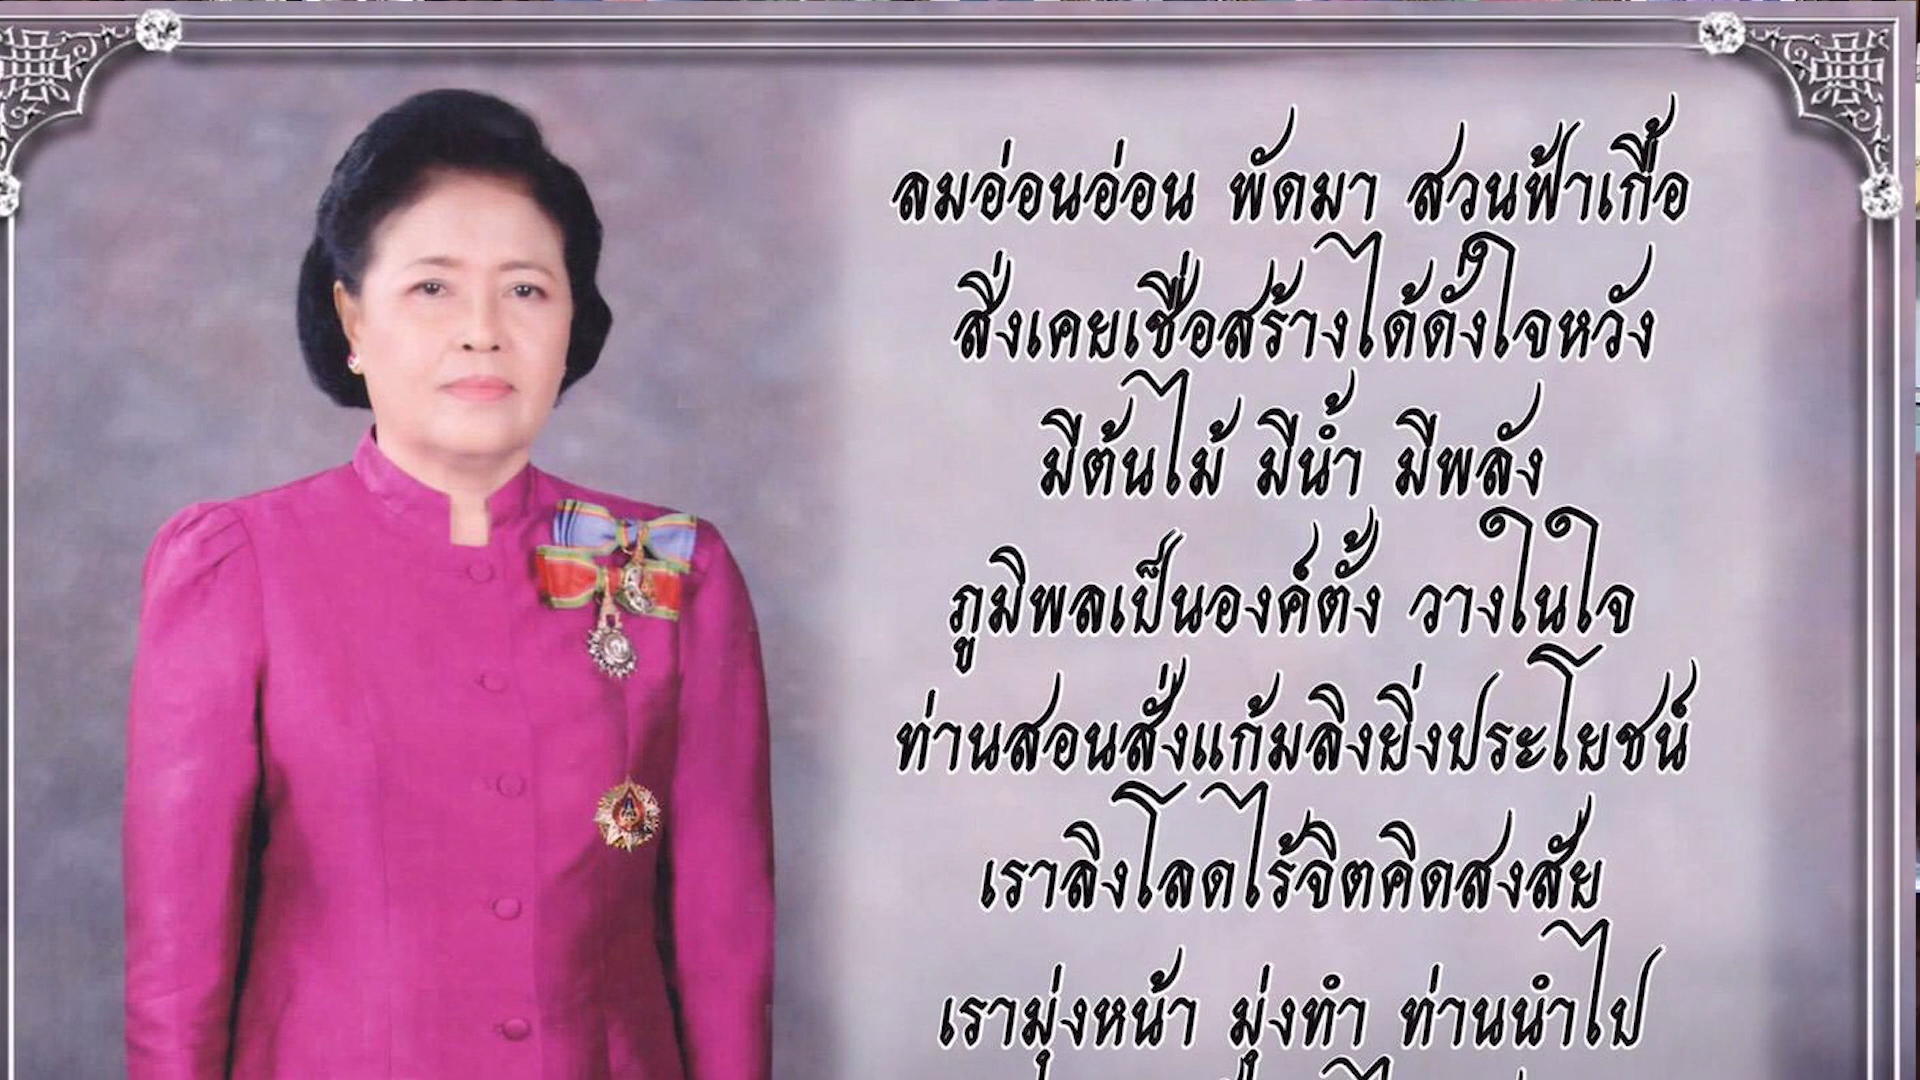 ลมอ่อนอ่อน พัดมา สวนฟ้าเกื้อ
สิ่งเคยเชื่อสร้างได้ดั่งใจหวัง
มีต้นไม้ มีน้ำ มีพลัง
ภูมิพลเป็นองค์ตั้ง วางในใจ
ท่านสอนสั่งแก้มลิงยิ่งประโยชน์
เราลิงโลดไร้จิตคิดสงสัย
เรามุ่งหน้า มุ่งทำ ท่านนำไป